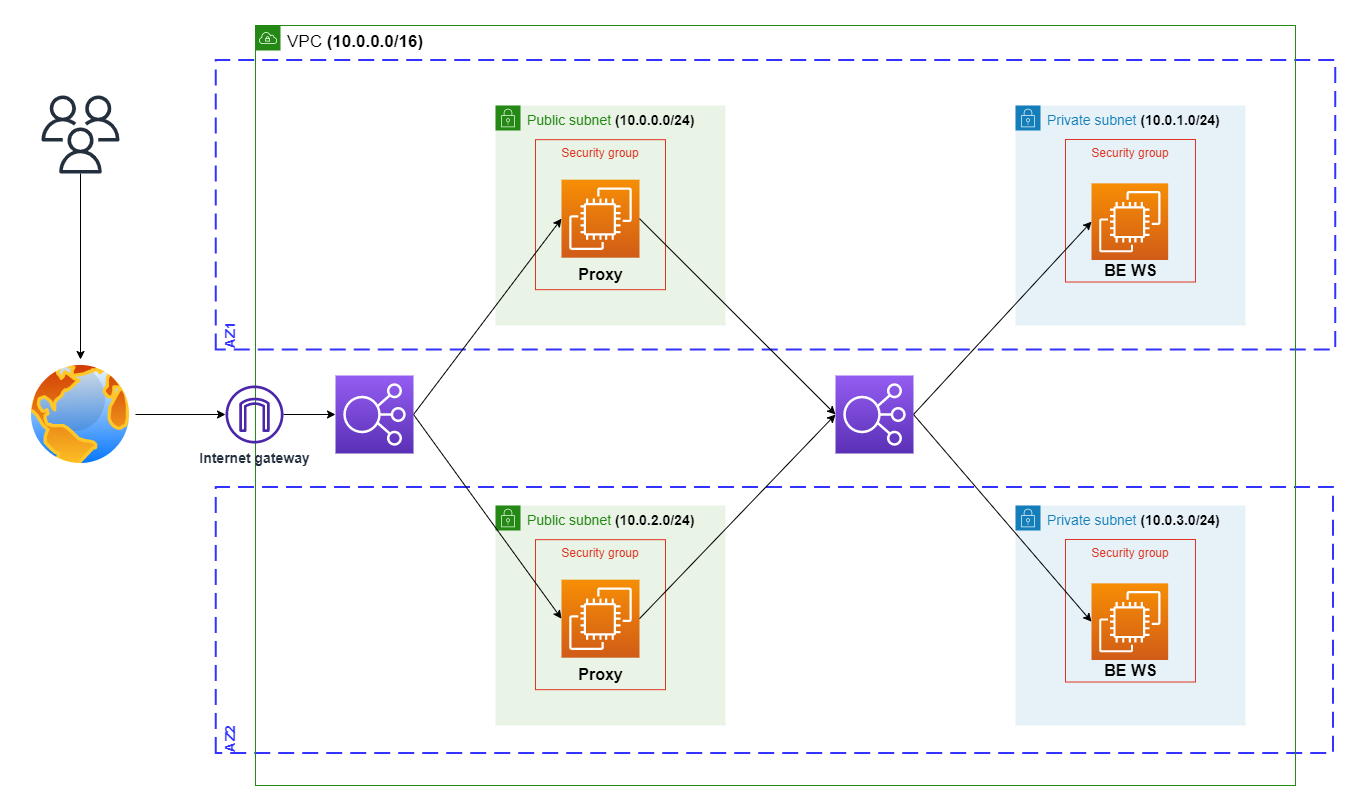 VPC (10.0.0.0/16)
Public subnet (10.0.0.0/24)
Security group
Proxy
Private subnet (10.0.1.0/24)
Security group
BE WS
AZ1
Internet gateway
Public subnet (10.0.2.0/24)
Security group
Proxy
Private subnet (10.0.3.0/24)
Security group
BE WS
AZ2